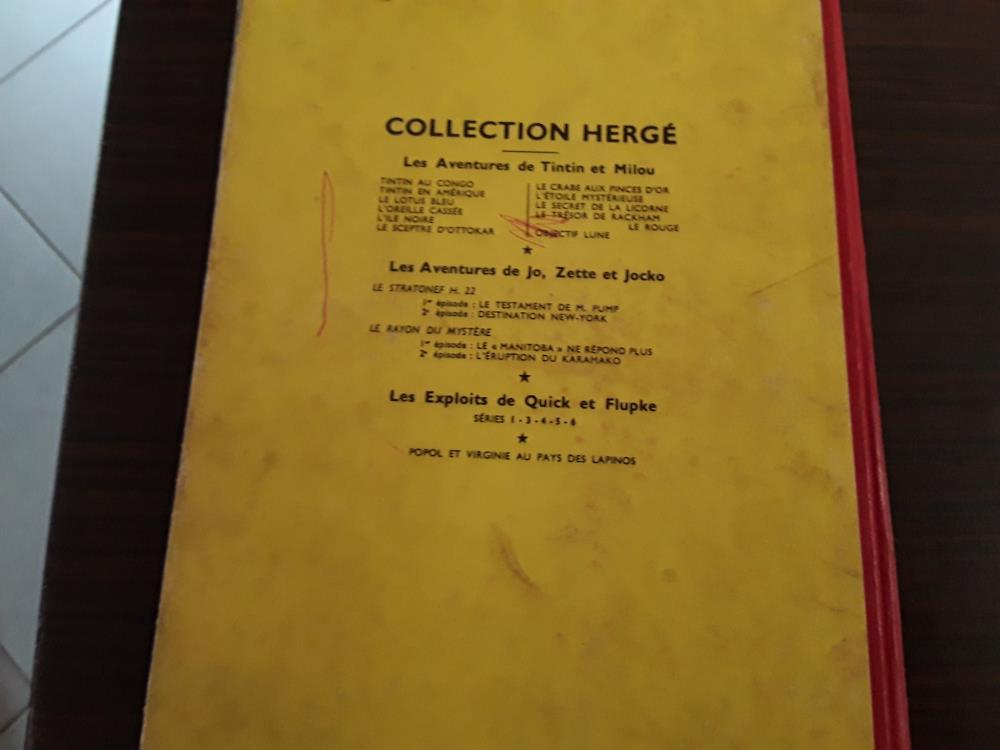 COLLECTION HERGÉ
Les Aventures de Tintin et Milou
TINTIN AU CONGO
TINTIN EN AMÉRIQUE
LE LOTUS BLEU
L'OREILLE CASSÉE
L'ILE NOIRE
LE SCEPTRE D'OTTOKAR
LE CRABE AUX PINCES D'OR
L'ÉTOILE MYSTÉRIEUSE
LE SECRET DE LA LICORNE
LE TRÉSOR DE RACKHAM
LE ROUGE
OBJECTIF LUNE
Les Aventures de Jo, Zette et Jocko
LE STRATONEF H. 22
1er épisode : LE TESTAMENT DE M. PUMP
2e épisode : DESTINATION NEW-YORK
LE RAYON DU MYSTÈRE
1er épisode : LE « MANITOBA » NE RÉPOND PLUS
2e épisode : L'ÉRUPTION DU KARAMAKO
Les Exploits de Quick et Flupke
SÉRIES 1 - 3 - 4 - 5 - 6
POPOL ET VIRGINIE AU PAYS DES LAPINOS